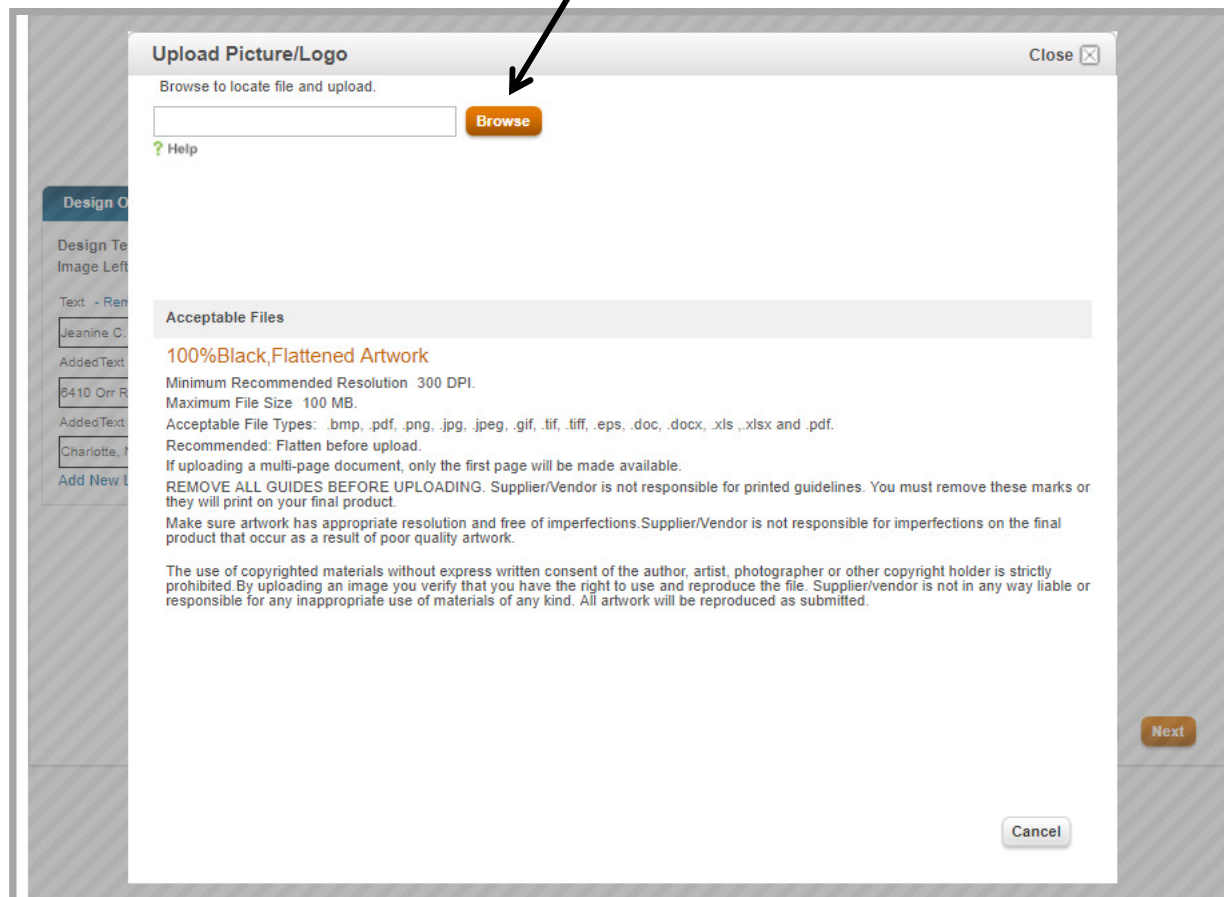 Upload Picture/Logo
Close
Browse to locate file and upload.
Browse
? Help
Design O
Design Te
Image Left
Text - Rem
Jeanine C.
AddedText
6410 Orr R
AddedText
Charlotte, N
Add New L
Acceptable Files
100%Black,Flattened Artwork
Minimum Recommended Resolution 300 DPI.
Maximum File Size 100 MB.
Acceptable File Types: .bmp, .pdf, .png, .jpg, .jpeg, .gif, .tif, .tiff, .eps, .doc, .docx, .xls ,.xlsx and .pdf.
Recommended: Flatten before upload.
If uploading a multi-page document, only the first page will be made available.
REMOVE ALL GUIDES BEFORE UPLOADING. Supplier/Vendor is not responsible for printed guidelines. You must remove these marks or
they will print on your final product.
Make sure artwork has appropriate resolution and free of imperfections.Supplier/Vendor is not responsible for imperfections on the final
product that occur as a result of poor quality artwork.
The use of copyrighted materials without express written consent of the author, artist, photographer or other copyright holder is strictly
prohibited.By uploading an image you verify that you have the right to use and reproduce the file. Supplier/vendor is not in any way liable or
responsible for any inappropriate use of materials of any kind. All artwork will be reproduced as submitted.
Next
Cancel